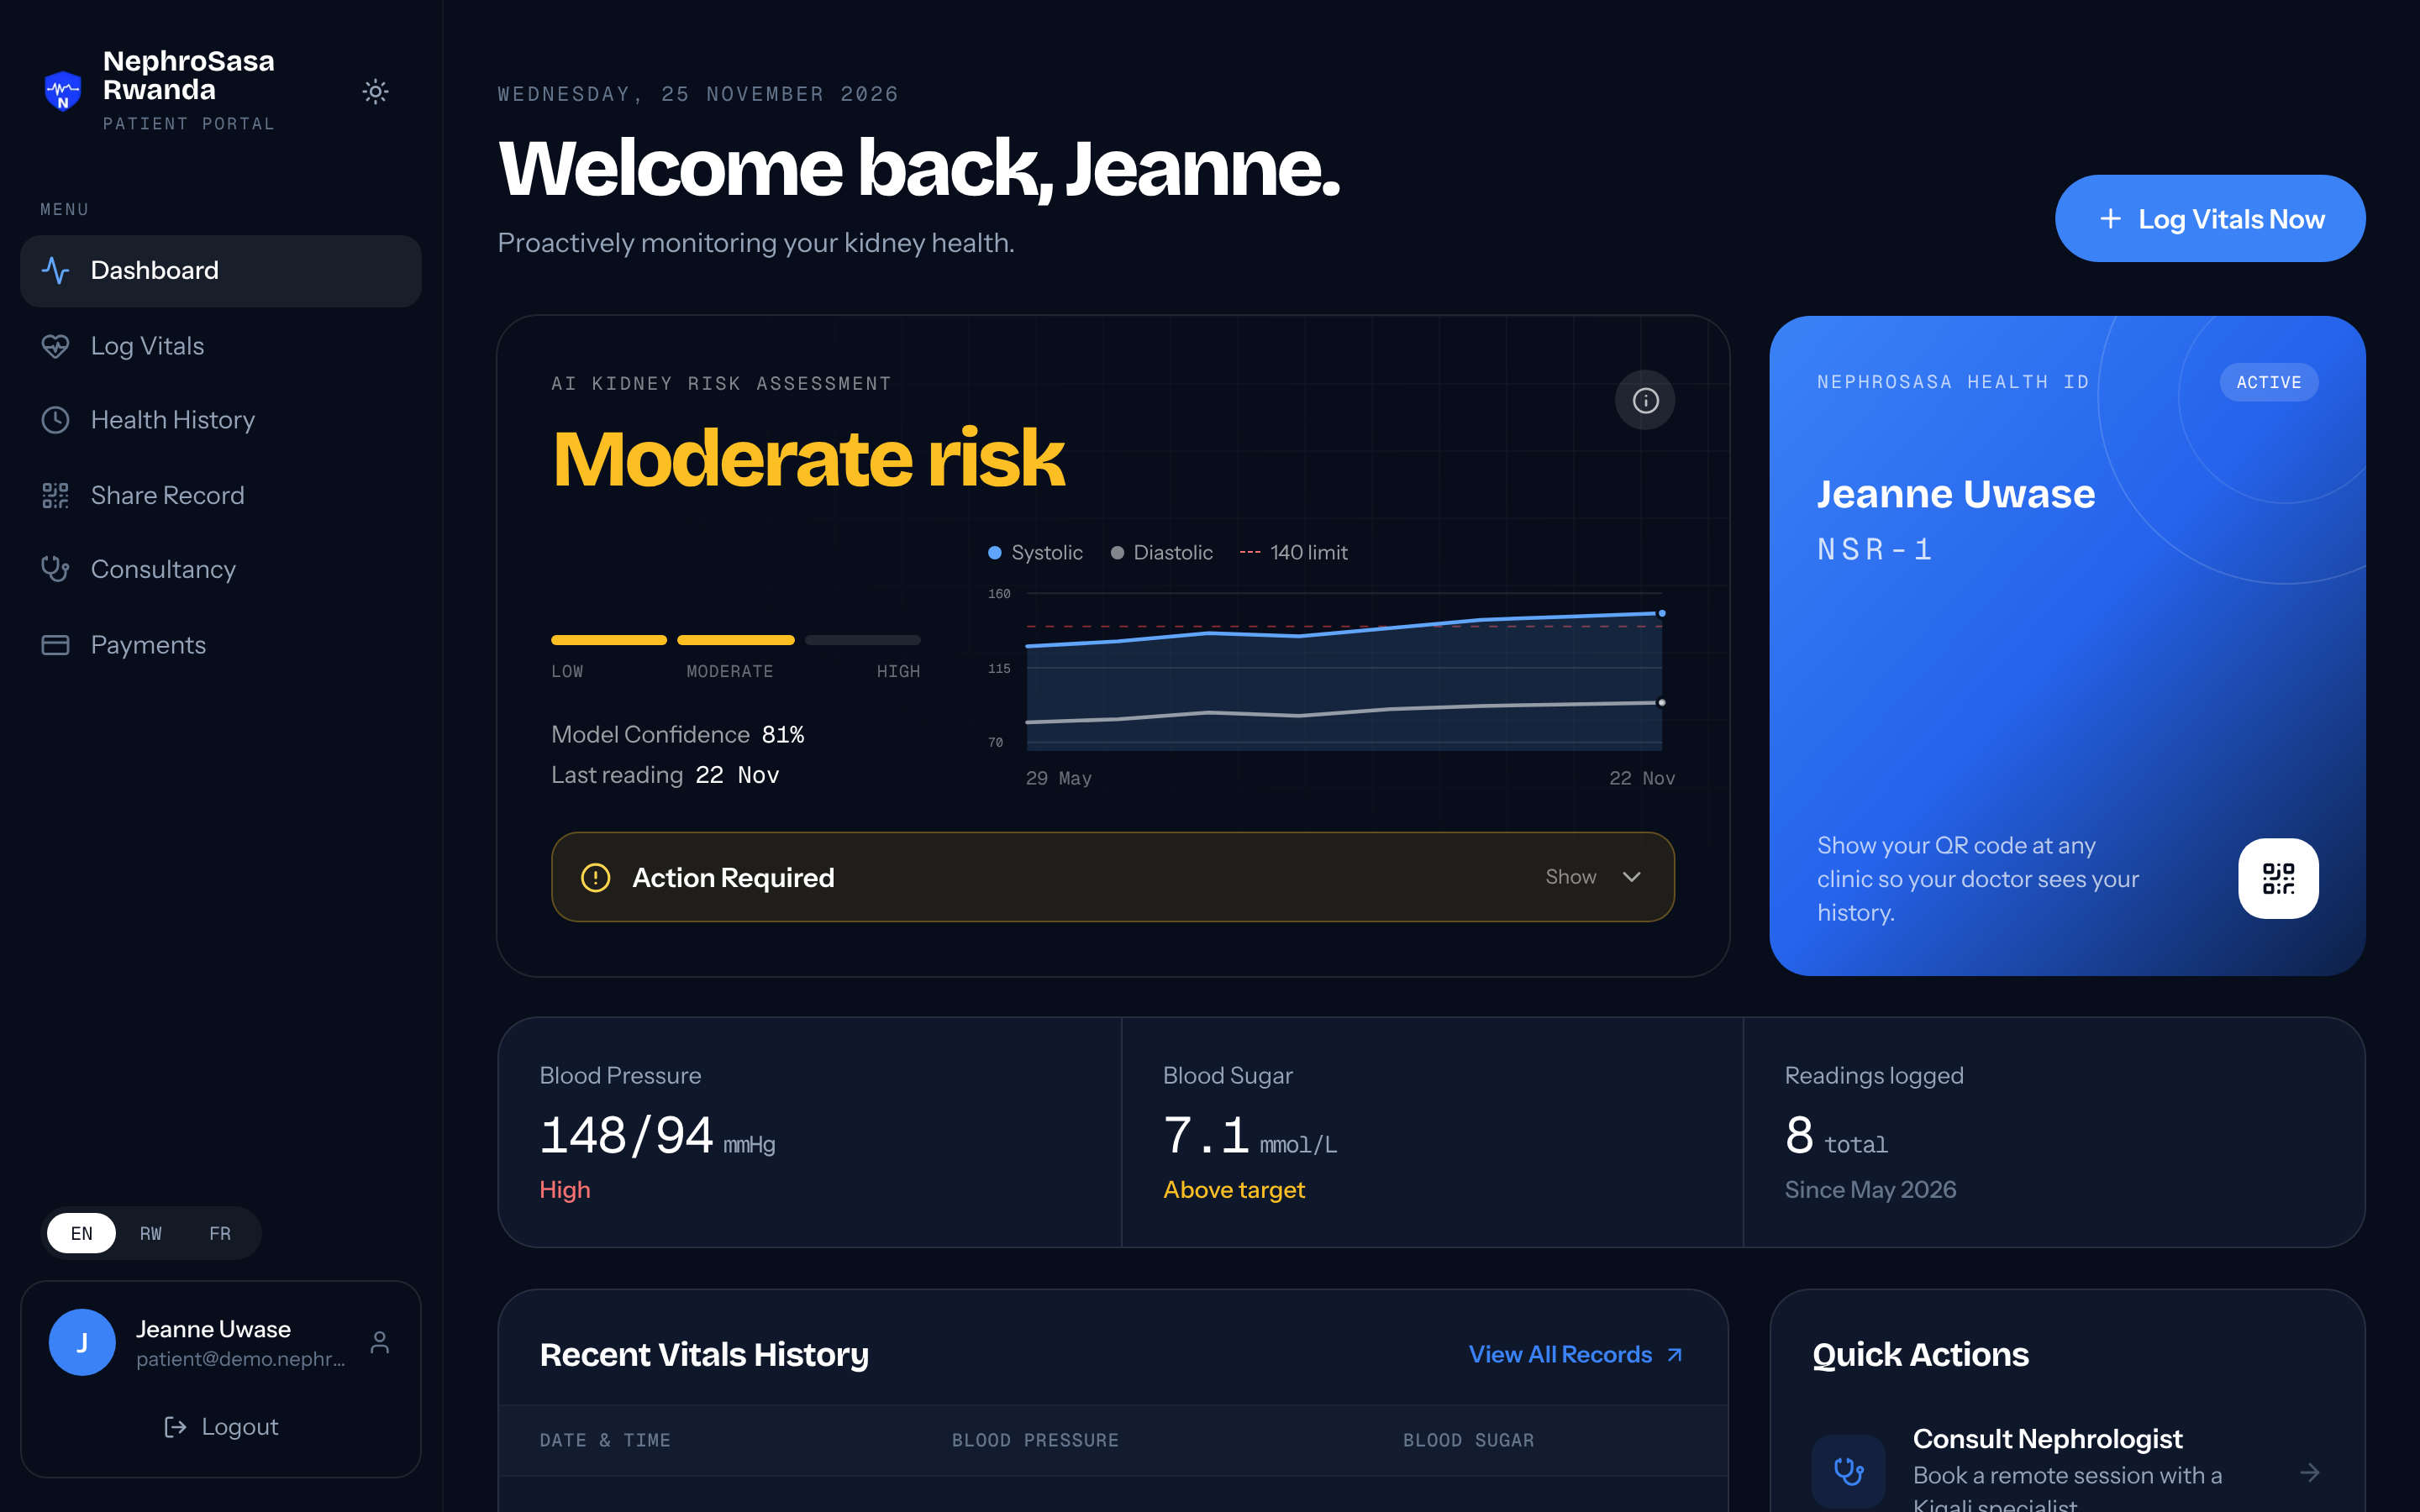 NephroSasa
Rwanda
PATIENT PORTAL
MENU
Dashboard
Log Vitals
Health History
Share Record
Consultancy
Payments
EN RW FR
J
Jeanne Uwase
patient@demo.nephr...
Logout
WEDNESDAY, 25 NOVEMBER 2026
Welcome back, Jeanne.
Proactively monitoring your kidney health.
+ Log Vitals Now
AI KIDNEY RISK ASSESSMENT
Moderate risk
LOW MODERATE HIGH
Model Confidence 81%
Last reading 22 Nov
Systolic Diastolic 140 limit
160
115
70
29 May 22 Nov
Action Required Show
NEPHROSASA HEALTH ID ACTIVE
Jeanne Uwase
NSR-1
Show your QR code at any
clinic so your doctor sees your
history.
Blood Pressure
148/94 mmHg
High
Blood Sugar
7.1 mmol/L
Above target
Readings logged
8 total
Since May 2026
Recent Vitals History View All Records
DATE & TIME BLOOD PRESSURE BLOOD SUGAR
Quick Actions
Consult Nephrologist
Book a remote session with a
Kigali specialist